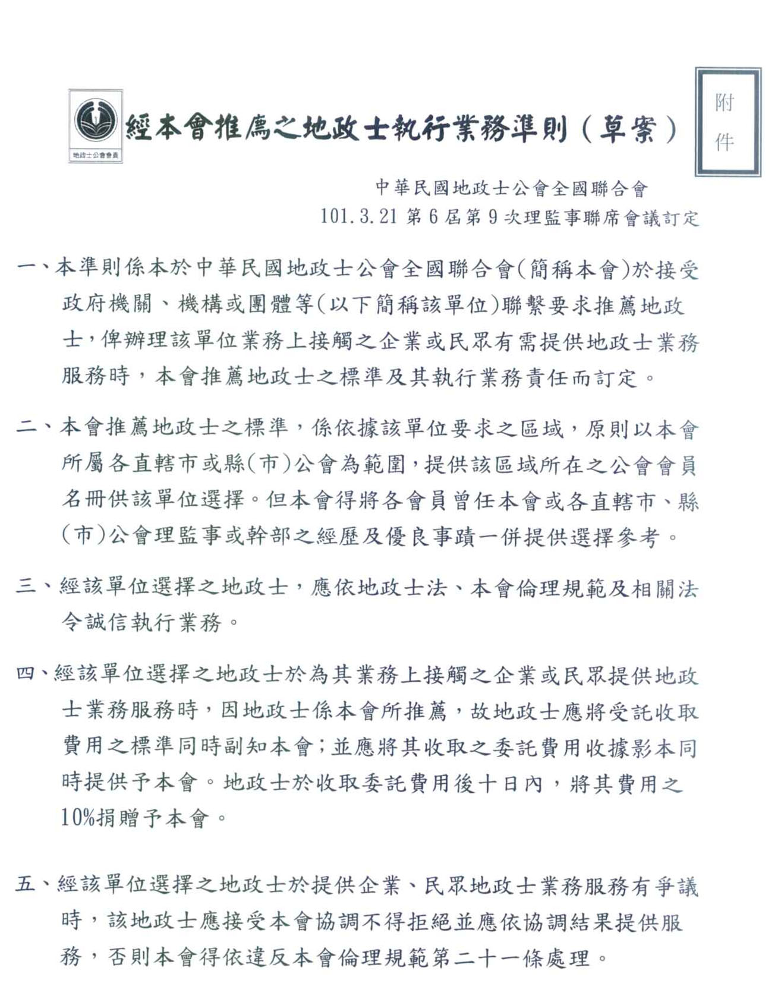 附
件
經本會推薦之地政士執行業務準則（草案）
地政士公會會員
中華民國地政士公會全國聯合會
101.3.21 第 6 屆第 9 次理監事聯席會議訂定
一、本準則係本於中華民國地政士公會全國聯合會(簡稱本會)於接受
政府機關、機構或團體等(以下簡稱該單位)聯繫要求推薦地政
士，俾辦理該單位業務上接觸之企業或民眾有需提供地政士業務
服務時，本會推薦地政士之標準及其執行業務責任而訂定。
二、本會推薦地政士之標準，係依據該單位要求之區域，原則以本會
所屬各直轄市或縣(市)公會為範圍，提供該區域所在之公會會員
名冊供該單位選擇。但本會得將各會員曾任本會或各直轄市、縣
(市)公會理監事或幹部之經歷及優良事蹟一併提供選擇參考。
三、經該單位選擇之地政士，應依地政士法、本會倫理規範及相關法
令誠信執行業務。
四、經該單位選擇之地政士於為其業務上接觸之企業或民眾提供地政
士業務服務時，因地政士係本會所推薦，故地政士應將受託收取
費用之標準同時副知本會；並應將其收取之委託費用收據影本同
時提供予本會。地政士於收取委託費用後十日內，將其費用之
10%捐贈予本會。
五、經該單位選擇之地政士於提供企業、民眾地政士業務服務有爭議
時，該地政士應接受本會協調不得拒絕並應依協調結果提供服
務，否則本會得依違反本會倫理規範第二十一條處理。